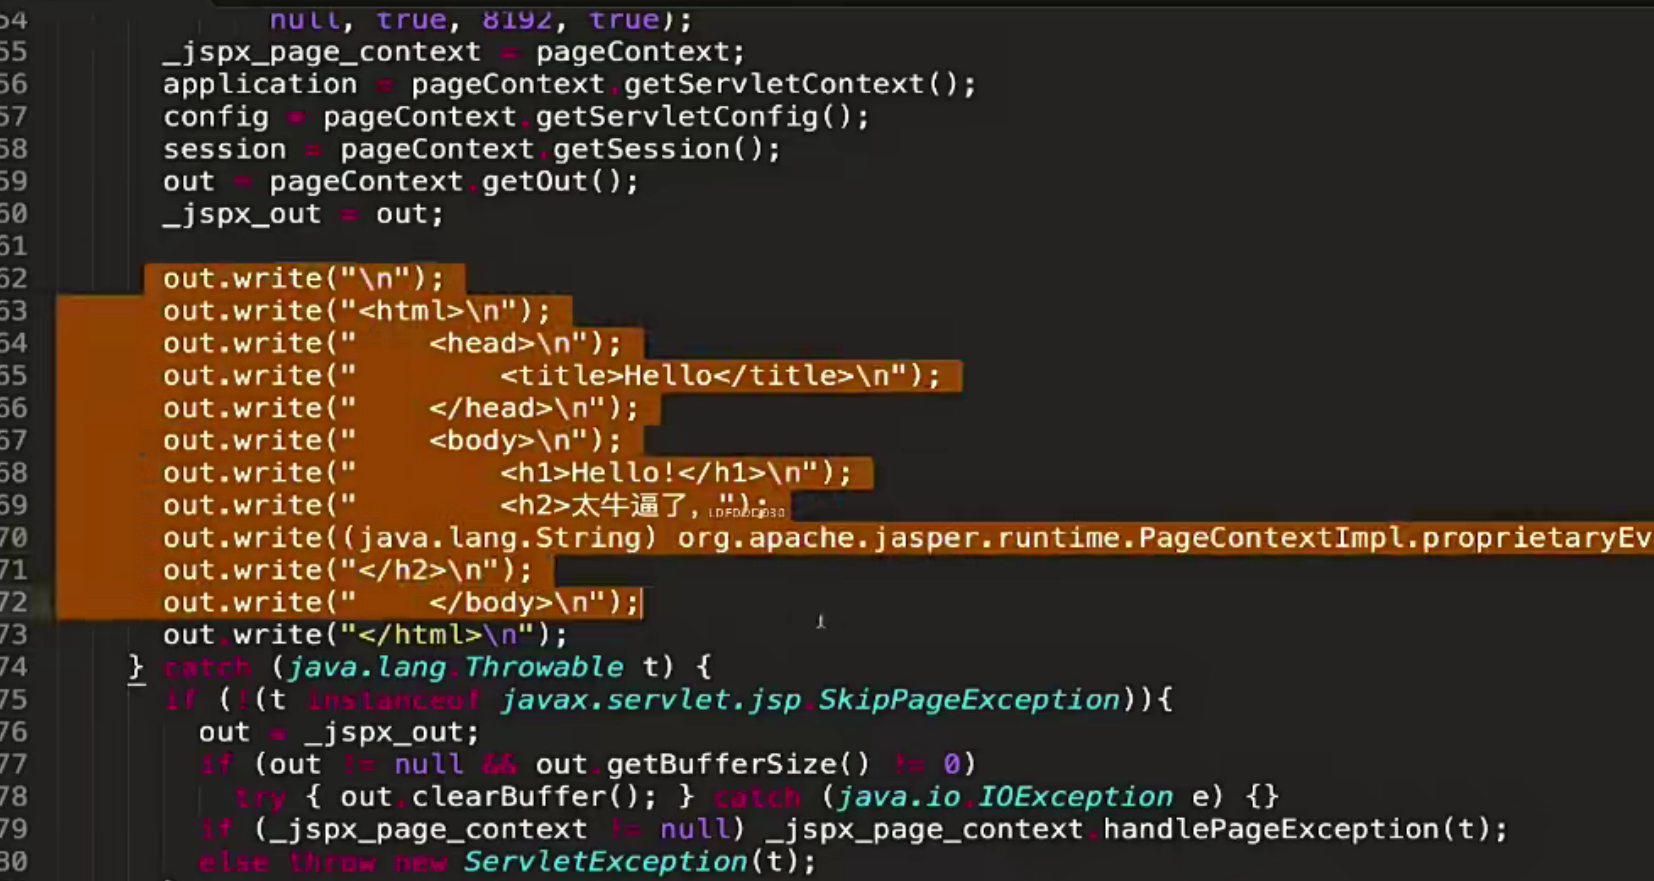 54 null, true, 8192, true);
55 _jspx_page_context = pageContext;
56 application = pageContext.getServletContext();
57 config = pageContext.getServletConfig();
58 session = pageContext.getSession();
59 out = pageContext.getOut();
60 _jspx_out = out;
61
62 out.write("\n");
63 out.write("<html>\n");
64 out.write("    <head>\n");
65 out.write("        <title>Hello</title>\n");
66 out.write("    </head>\n");
67 out.write("    <body>\n");
68 out.write("        <h1>Hello!</h1>\n");
69 out.write("        <h2>太牛逼了，");
70 out.write((java.lang.String) org.apache.jasper.runtime.PageContextImpl.proprietaryEv
71 out.write("</h2>\n");
72 out.write("    </body>\n");
73 out.write("</html>\n");
74 } catch (java.lang.Throwable t) {
75 if (!(t instanceof javax.servlet.jsp.SkipPageException)){
76 out = _jspx_out;
77 if (out != null && out.getBufferSize() != 0)
78 try { out.clearBuffer(); } catch (java.io.IOException e) {}
79 if (_jspx_page_context != null) _jspx_page_context.handlePageException(t);
80 else throw new ServletException(t);